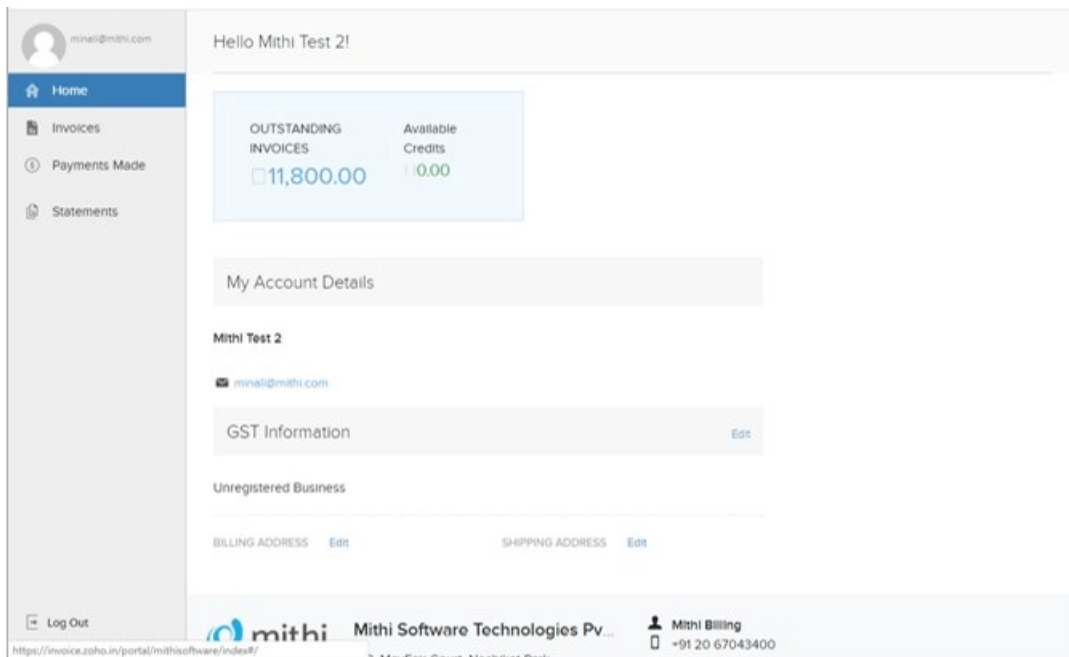 minali@mithi.com
Hello Mithi Test 2!
Home
Invoices
Payments Made
Statements
OUTSTANDING
INVOICES
11,800.00
Available
Credits
0.00
My Account Details
Mithi Test 2
minali@mithi.com
GST Information
Edit
Unregistered Business
BILLING ADDRESS Edit
SHIPPING ADDRESS Edit
Log Out
https://invoice.zoho.in/portal/mithisoftware/index#/
mithi
Mithi Software Technologies Pv...
Mithi Billing
+91 20 67043400